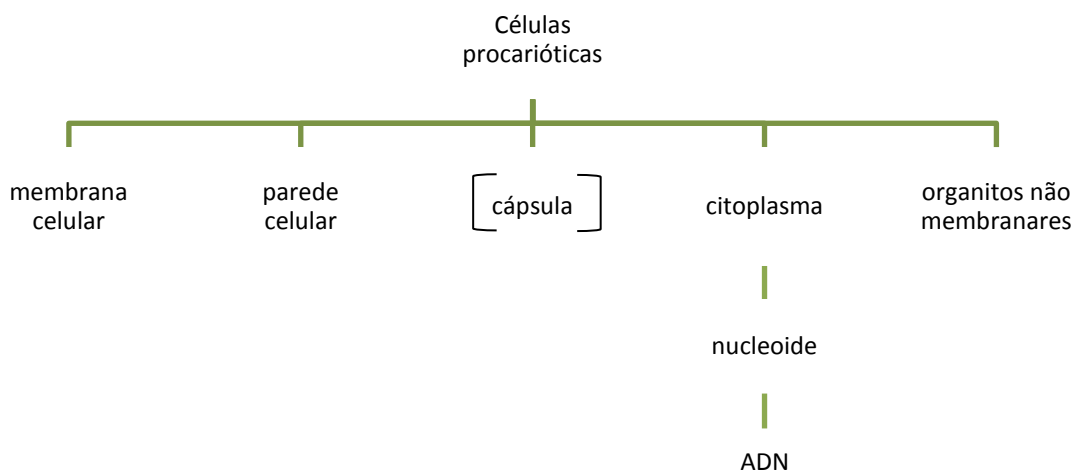 Células
procarióticas
membrana
celular
parede
celular
cápsula
citoplasma
organitos não
membranares
nucleoide
ADN